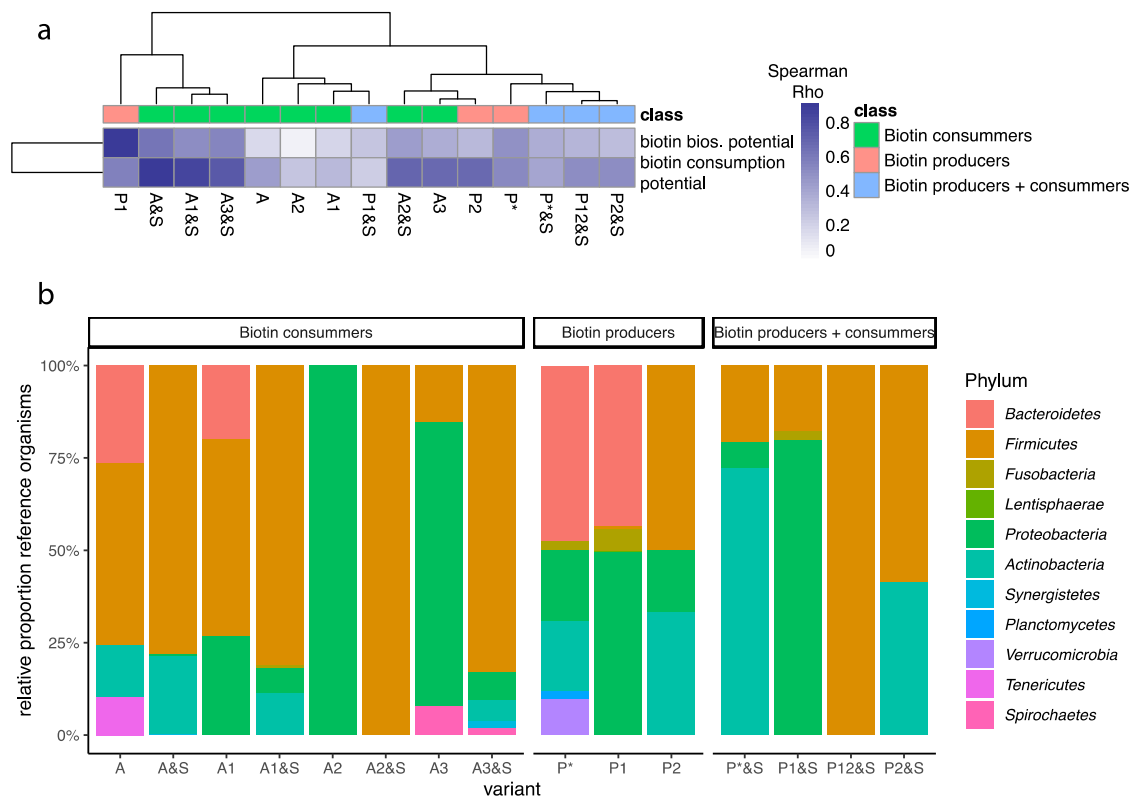 a
Spearman
Rho
0.8
0.6
0.4
0.2
0
class
Biotin consummers
Biotin producers
Biotin producers + consummers
class
biotin bios. potential
biotin consumption
potential
P1
A&S
A1&S
A3&S
A
A2
A1
P1&S
A2&S
A3
P2
P*
P*&S
P12&S
P2&S
b
Biotin consummers
Biotin producers
Biotin producers + consummers
relative proportion reference organisms
100%
75%
50%
25%
0%
A
A&S
A1
A1&S
A2
A2&S
A3
A3&S
P*
P1
P2
P*&S
P1&S
P12&S
P2&S
variant
Phylum
Bacteroidetes
Firmicutes
Fusobacteria
Lentisphaerae
Proteobacteria
Actinobacteria
Synergistetes
Planctomycetes
Verrucomicrobia
Tenericutes
Spirochaetes